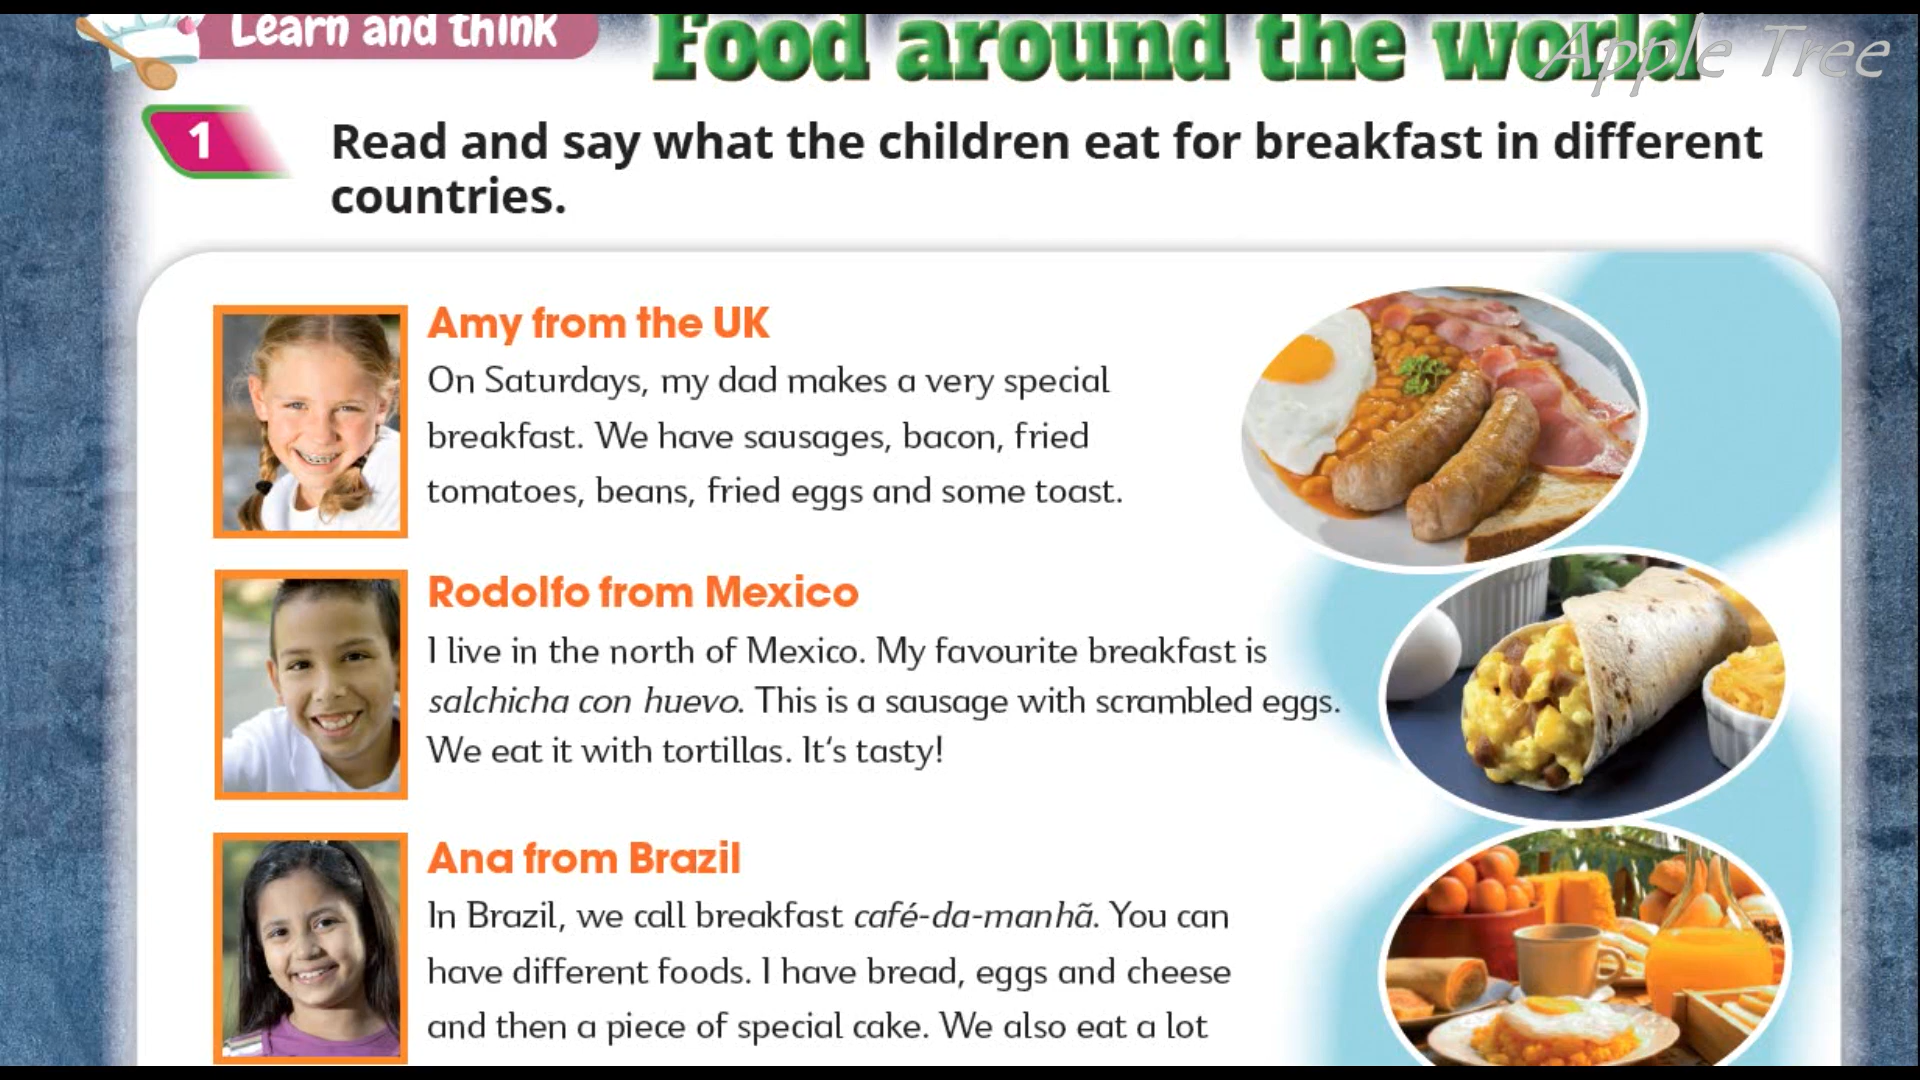 Learn and think
Food around the world
Apple Tree
1
Read and say what the children eat for breakfast in different
countries.
Amy from the UK
On Saturdays, my dad makes a very special
breakfast. We have sausages, bacon, fried
tomatoes, beans, fried eggs and some toast.
Rodolfo from Mexico
I live in the north of Mexico. My favourite breakfast is
salchicha con huevo. This is a sausage with scrambled eggs.
We eat it with tortillas. It's tasty!
Ana from Brazil
In Brazil, we call breakfast café-da-manhã. You can
have different foods. I have bread, eggs and cheese
and then a piece of special cake. We also eat a lot